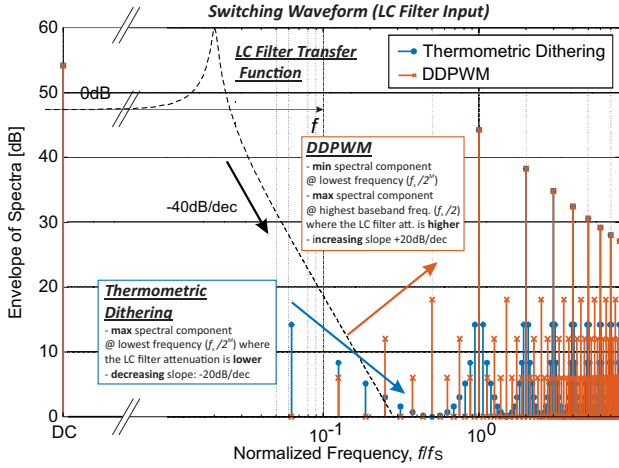 Switching Waveform (LC Filter Input)
60
50
40
30
20
10
0
Envelope of Spectra [dB]
LC Filter Transfer
Function
Thermometric Dithering
DDPWM
0dB
f
-40dB/dec
DDPWM
- min spectral component
@ lowest frequency (fs/2^M)
- max spectral component
@ highest baseband freq. (fs/2)
where the LC filter att. is higher
- increasing slope +20dB/dec
Thermometric
Dithering
- max spectral component
@ lowest frequency (fs/2^M) where
the LC filter attenuation is lower
- decreasing slope: -20dB/dec
DC
10^-1
10^0
Normalized Frequency, f/fS